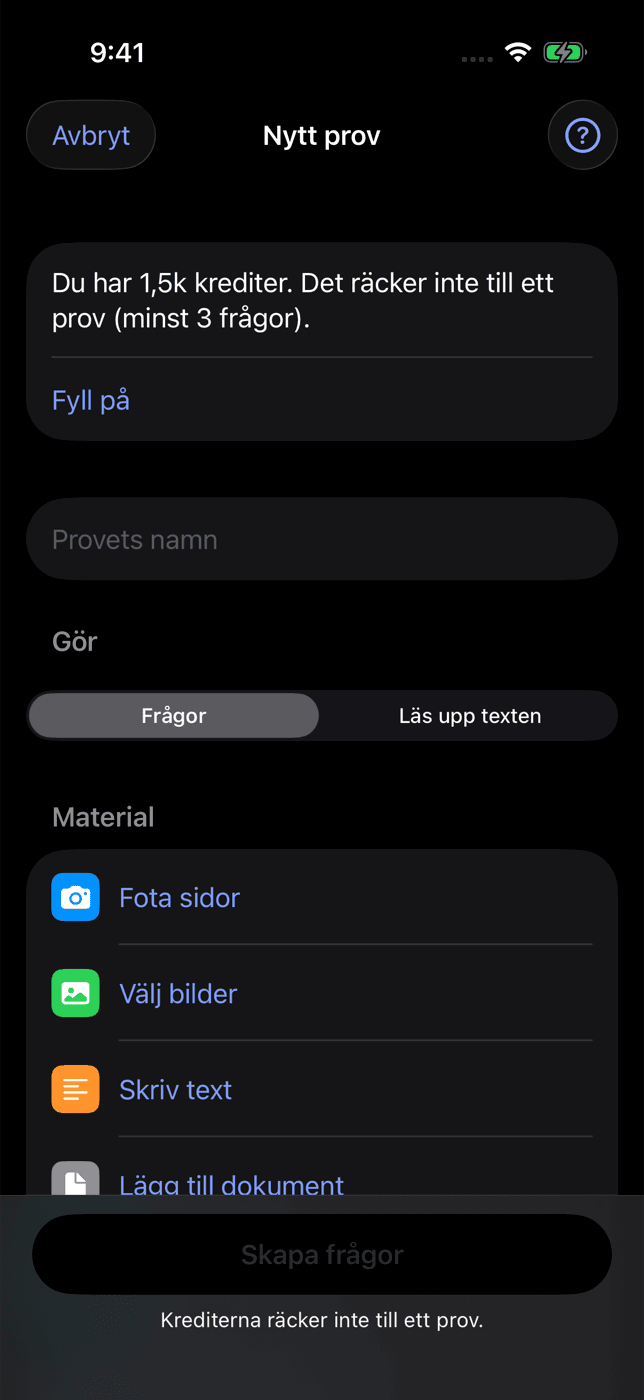 9:41
Avbryt
Nytt prov
?
Du har 1,5k krediter. Det räcker inte till ett
prov (minst 3 frågor).
Fyll på
Provets namn
Gör
Frågor
Läs upp texten
Material
Fota sidor
Välj bilder
Skriv text
Lägg till dokument
Skapa frågor
Krediterna räcker inte till ett prov.